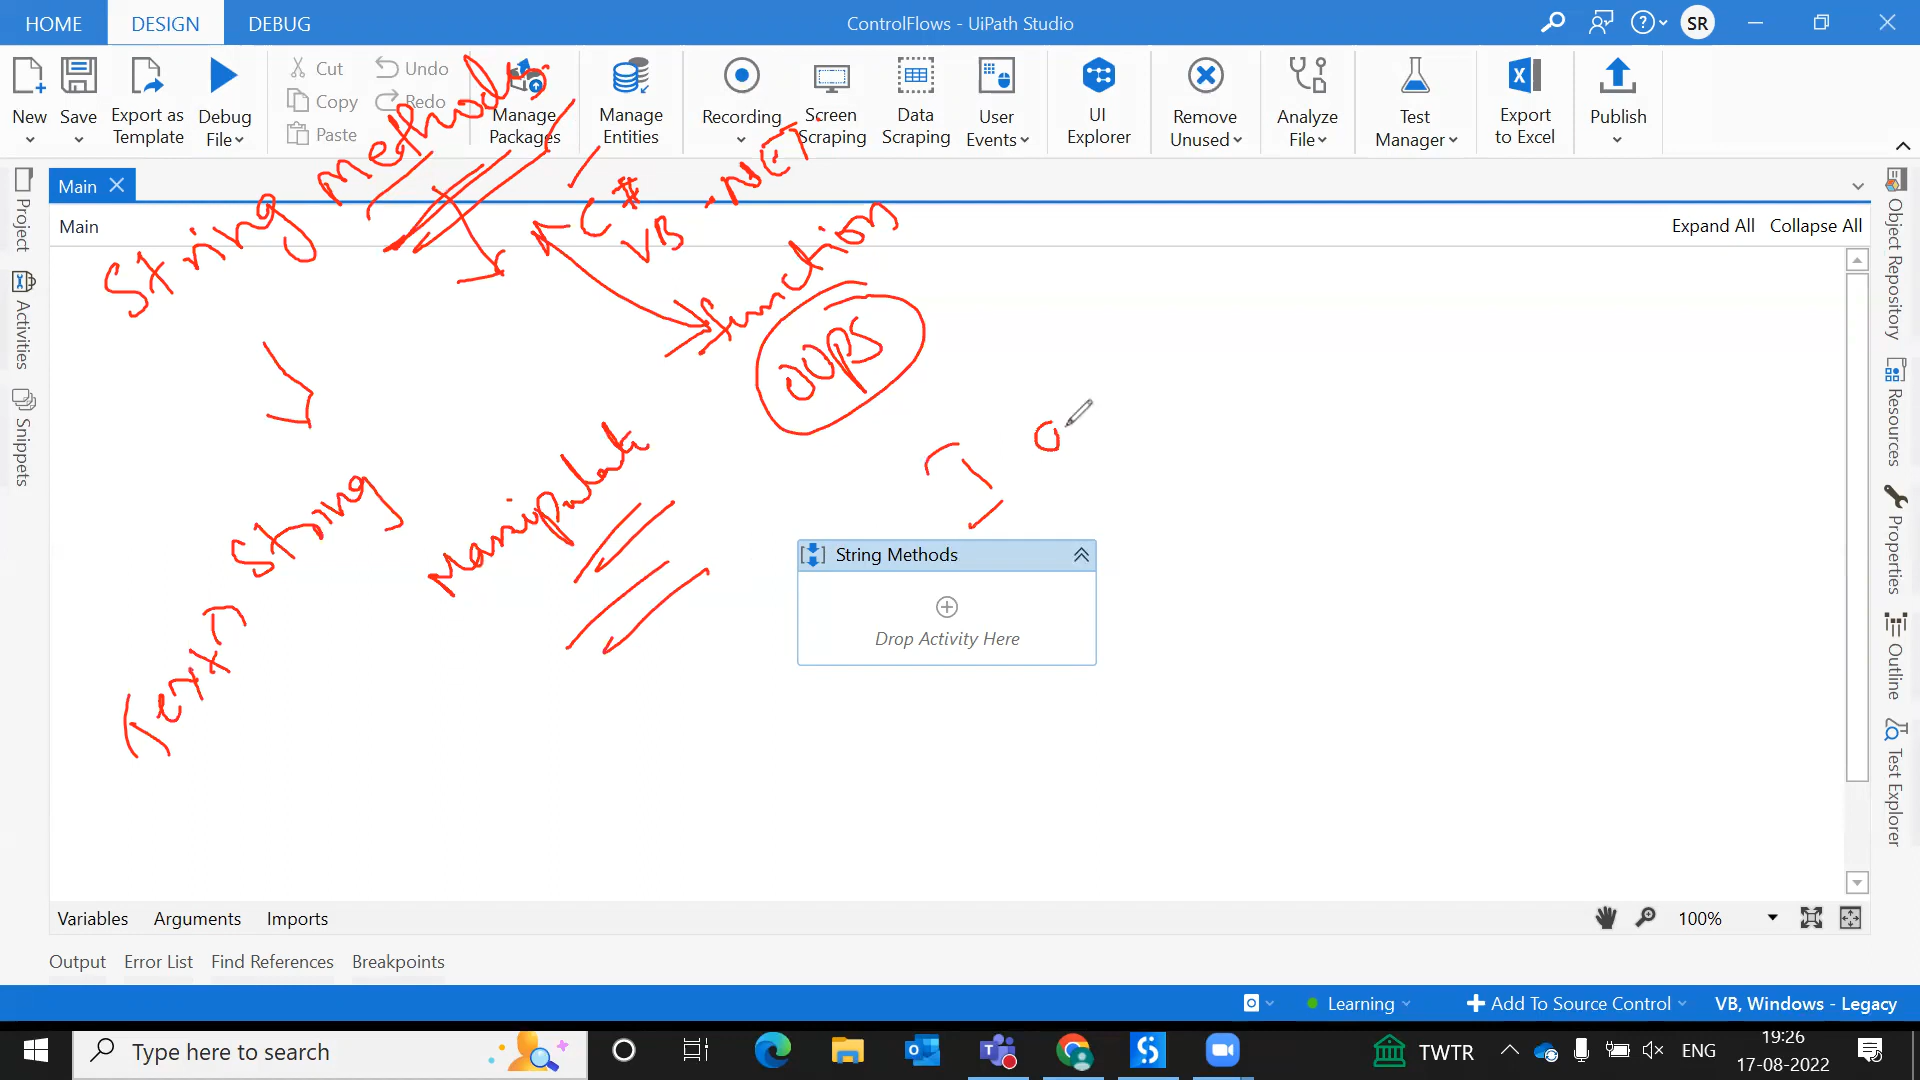 HOME DESIGN DEBUG ControlFlows - UiPath Studio SR
New Save Export as Template Debug File Cut Copy Paste Undo Redo Manage Packages Manage Entities Recording Screen Scraping Data Scraping User Events UI Explorer Remove Unused Analyze File Test Manager Export to Excel Publish
Main
Main Expand All Collapse All
Project
Activities
Snippets
String methods
C#
VB .NET
function
OOPS
I a
String Manipulate
Text
String Methods
Drop Activity Here
Object Repository
Resources
Properties
Outline
Test Explorer
Variables Arguments Imports 100%
Output Error List Find References Breakpoints
Learning Add To Source Control VB, Windows - Legacy
Type here to search TWTR ENG 19:26
17-08-2022